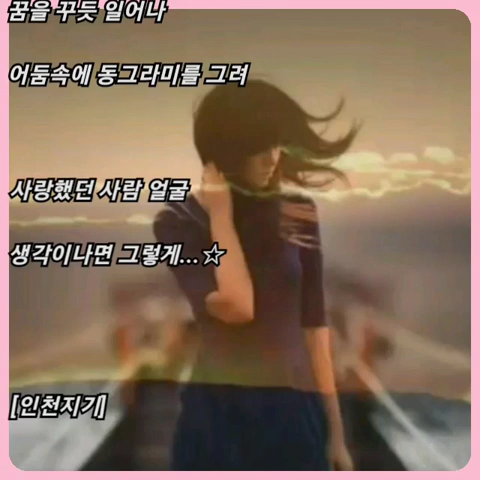 꿈을 꾸듯 일어나
어둠속에 동그라미를 그려
사랑했던 사람 얼굴
생각이나면 그렇게...☆
[인천지기]